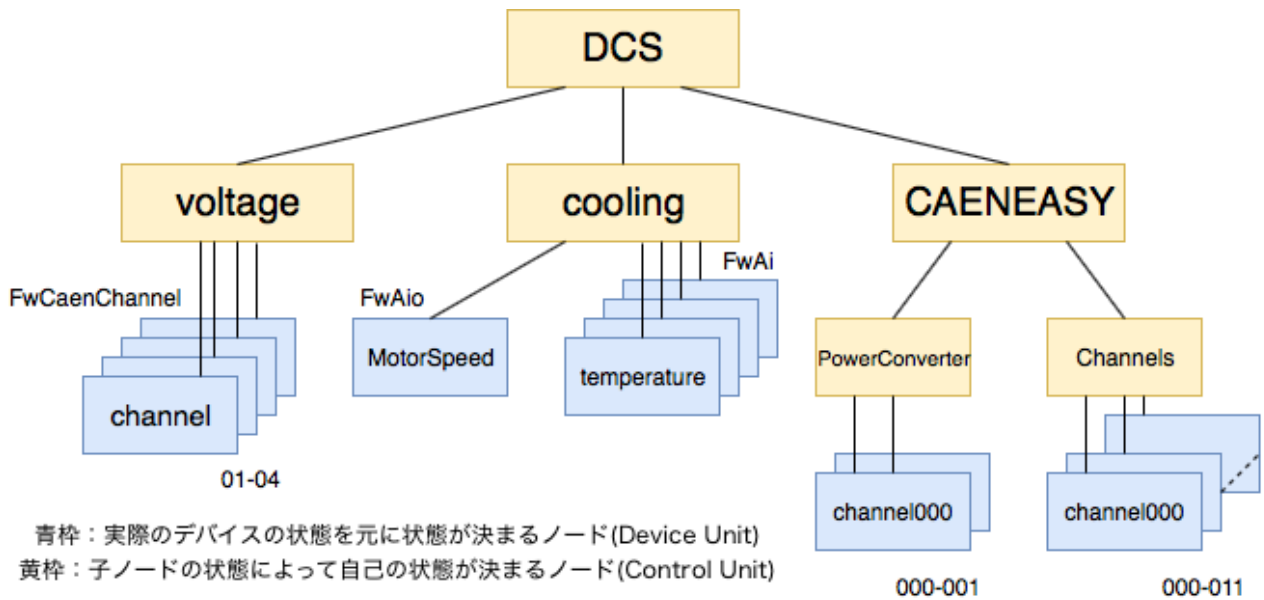 DCS
voltage
cooling
CAENEASY
FwCaenChannel
FwAio
FwAi
MotorSpeed
temperature
channel
01-04
PowerConverter
Channels
channel000
channel000
000-001
000-011
青枠：実際のデバイスの状態を元に状態が決まるノード(Device Unit)
黄枠：子ノードの状態によって自己の状態が決まるノード(Control Unit)